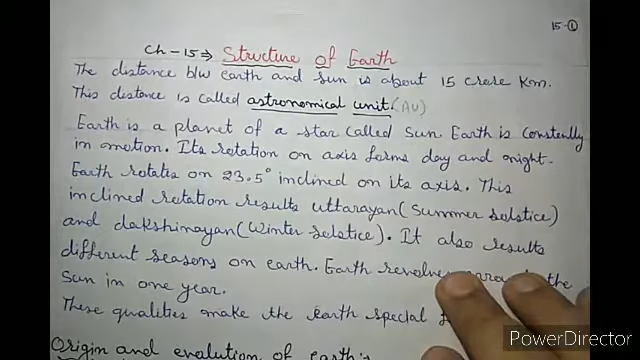 15-①
Ch-15⇒ Structure of Earth
The distance b/w earth and sun is about 15 crore Km.
This distance is called astronomical unit (AU)
Earth is a planet of a star called Sun. Earth is constently
in motion. Its rotation on axis forms day and night.
Earth rotates on 23.5° inclined on its axis. This
inclined rotation results uttarayan (Summer solstice)
and dakshinayan (Winter solstice). It also results
different seasons on earth. Earth revolves the
Sun in one year.
These qualities make the earth special
Origin and evolution of earth:
PowerDirector